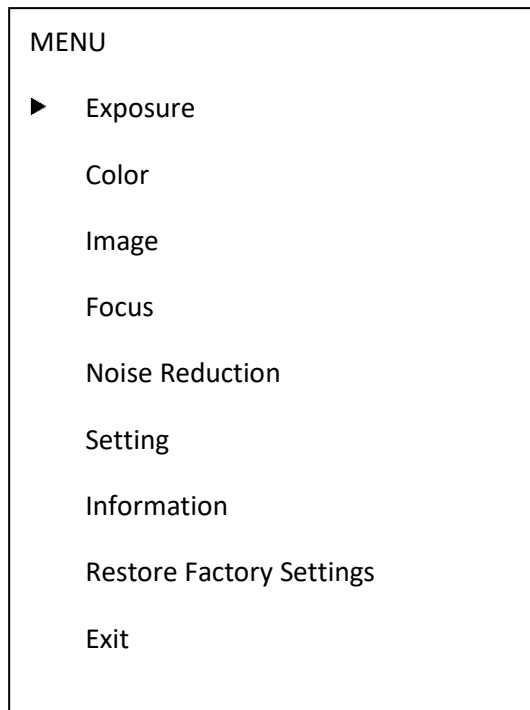 MENU
Exposure
Color
Image
Focus
Noise Reduction
Setting
Information
Restore Factory Settings
Exit